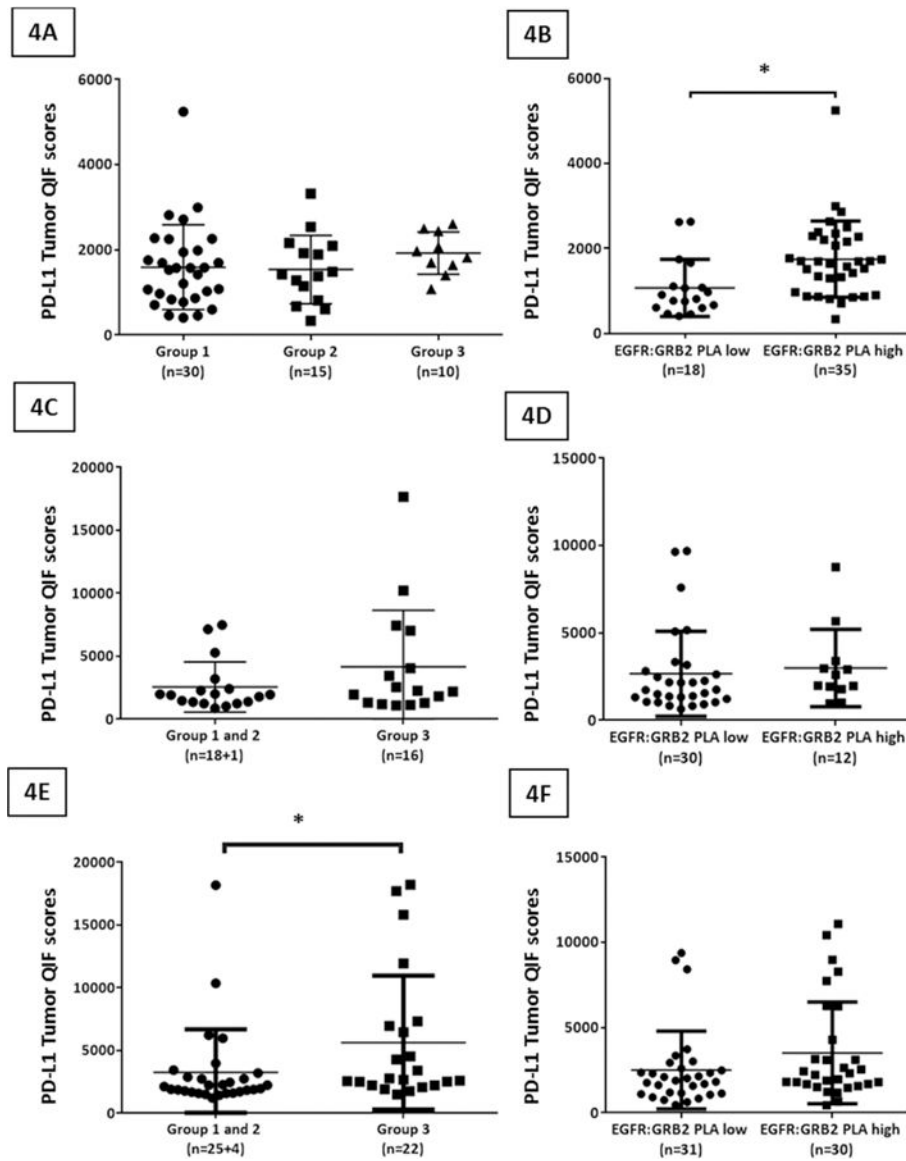 4A
PD-L1 Tumor QIF scores
6000
4000
2000
0
Group 1
(n=30)
Group 2
(n=15)
Group 3
(n=10)
4B
PD-L1 Tumor QIF scores
6000
4000
2000
0
*
EGFR:GRB2 PLA low
(n=18)
EGFR:GRB2 PLA high
(n=35)
4C
PD-L1 Tumor QIF scores
20000
15000
10000
5000
0
Group 1 and 2
(n=18+1)
Group 3
(n=16)
4D
PD-L1 Tumor QIF scores
15000
10000
5000
0
EGFR:GRB2 PLA low
(n=30)
EGFR:GRB2 PLA high
(n=12)
4E
PD-L1 Tumor QIF scores
20000
15000
10000
5000
0
*
Group 1 and 2
(n=25+4)
Group 3
(n=22)
4F
PD-L1 Tumor QIF scores
15000
10000
5000
0
EGFR:GRB2 PLA low
(n=31)
EGFR:GRB2 PLA high
(n=30)